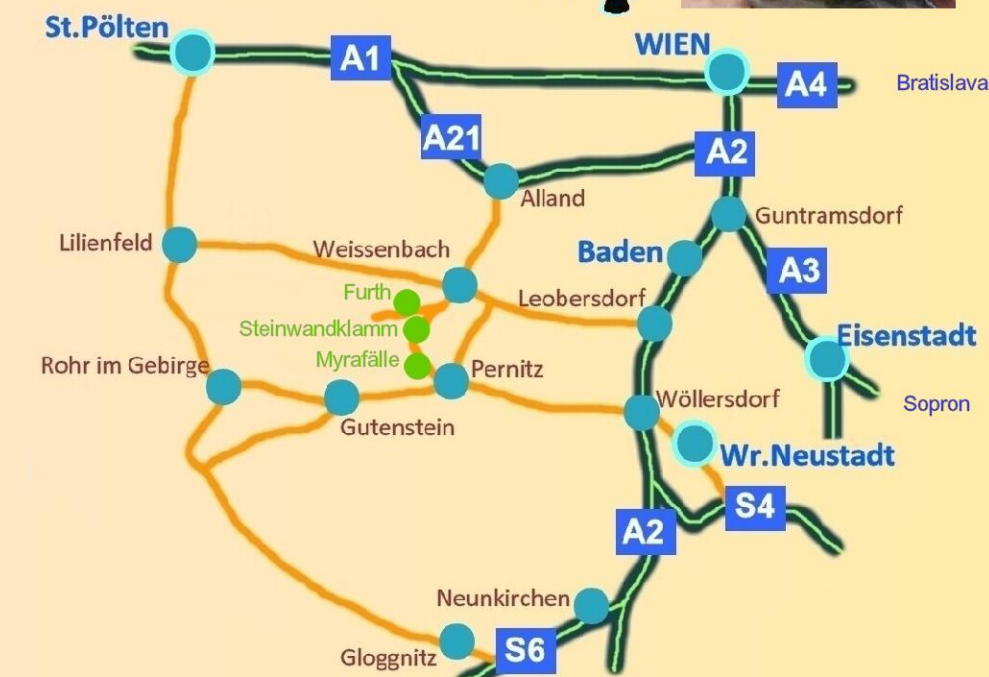 St.Pölten
WIEN
A1
A4
Bratislava
A21
A2
Alland
Guntramsdorf
Lilienfeld
Weissenbach
Baden
A3
Furth
Leobersdorf
Steinwandklamm
Eisenstadt
Myrafälle
Rohr im Gebirge
Pernitz
Wöllersdorf
Sopron
Gutenstein
Wr.Neustadt
S4
A2
Neunkirchen
Gloggnitz
S6